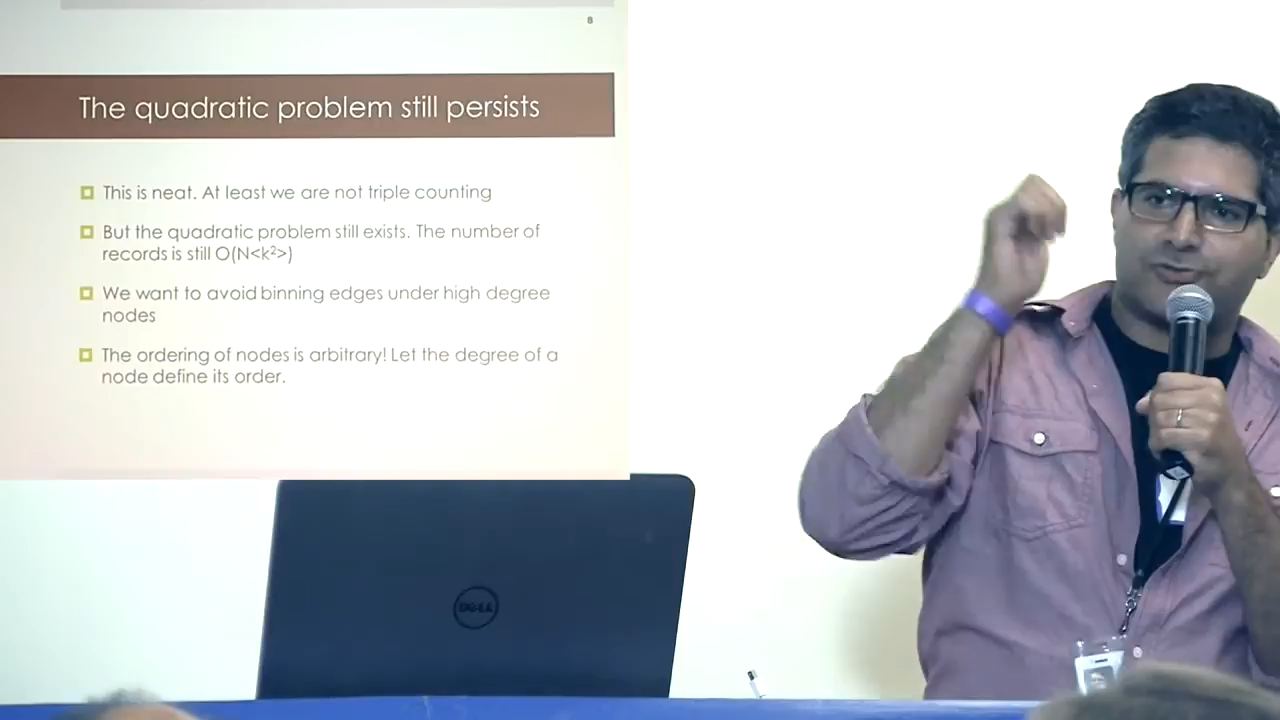 8
The quadratic problem still persists
This is neat. At least we are not triple counting
But the quadratic problem still exists. The number of
records is still O(N<k²>)
We want to avoid binning edges under high degree
nodes
The ordering of nodes is arbitrary! Let the degree of a
node define its order.
DELL